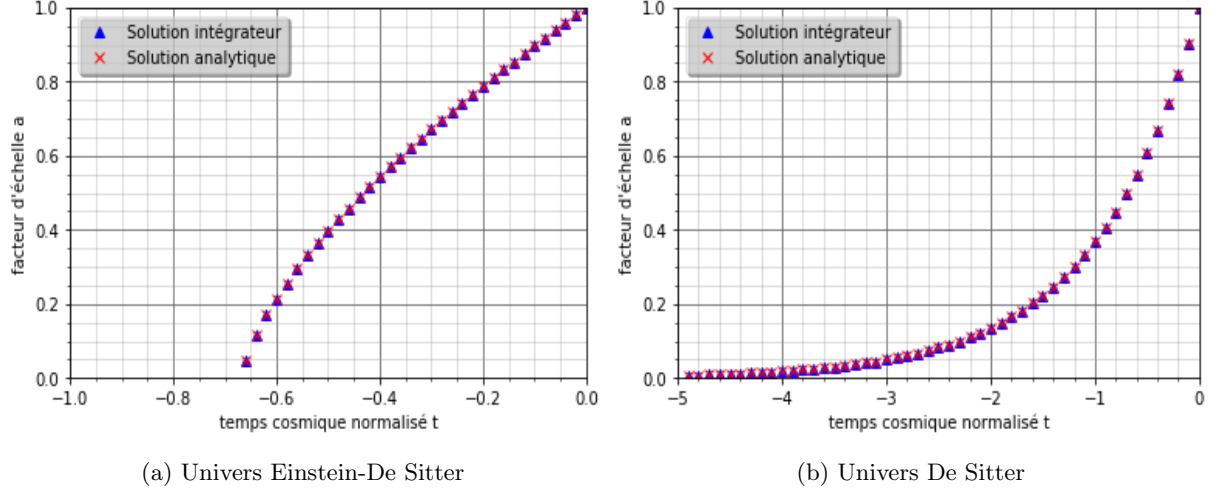 1.0
0.8
0.6
0.4
0.2
0.0
facteur d'échelle a
Solution intégrateur
Solution analytique
−1.0 −0.8 −0.6 −0.4 −0.2 0.0
temps cosmique normalisé t
(a) Univers Einstein-De Sitter
1.0
0.8
0.6
0.4
0.2
0.0
facteur d'échelle a
Solution intégrateur
Solution analytique
−5 −4 −3 −2 −1 0
temps cosmique normalisé t
(b) Univers De Sitter